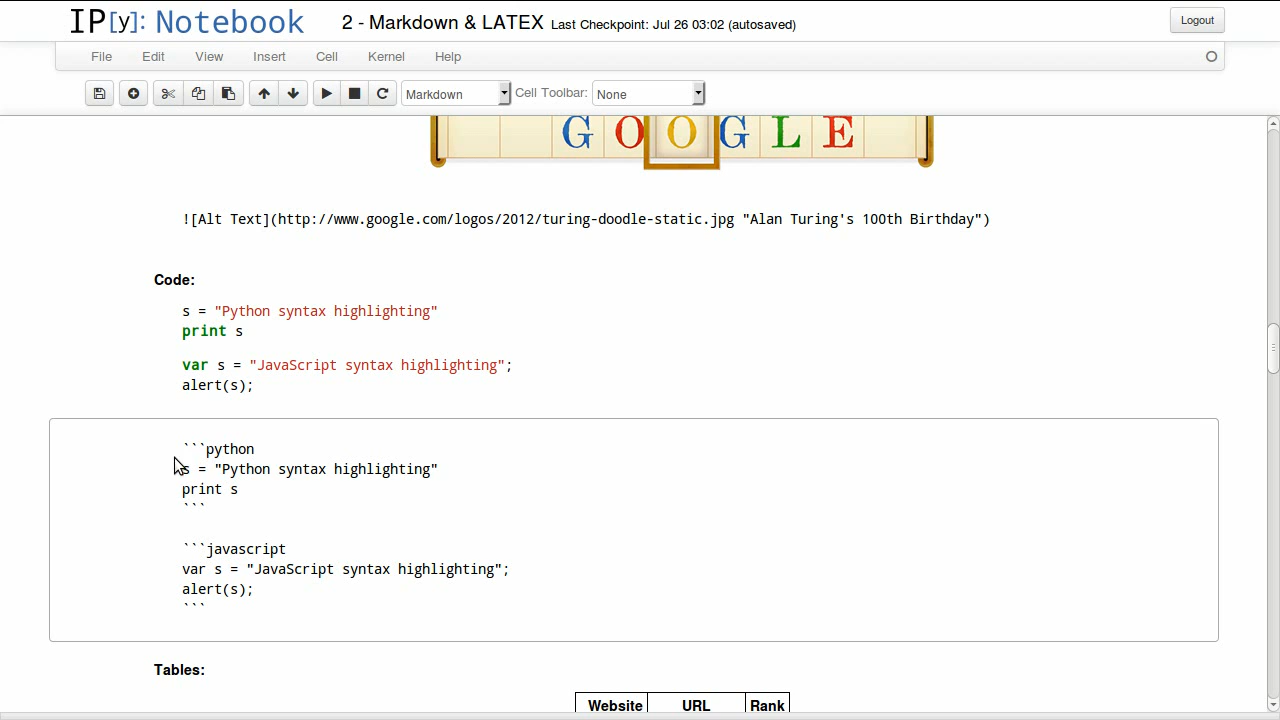 IP[y]: Notebook 2 - Markdown & LATEX Last Checkpoint: Jul 26 03:02 (autosaved) Logout
File Edit View Insert Cell Kernel Help
Markdown Cell Toolbar: None
GOOGLE
![Alt Text](http://www.google.com/logos/2012/turing-doodle-static.jpg "Alan Turing's 100th Birthday")
Code:
s = "Python syntax highlighting"
print s
var s = "JavaScript syntax highlighting";
alert(s);
```python
s = "Python syntax highlighting"
print s
```
```javascript
var s = "JavaScript syntax highlighting";
alert(s);
```
Tables:
Website URL Rank